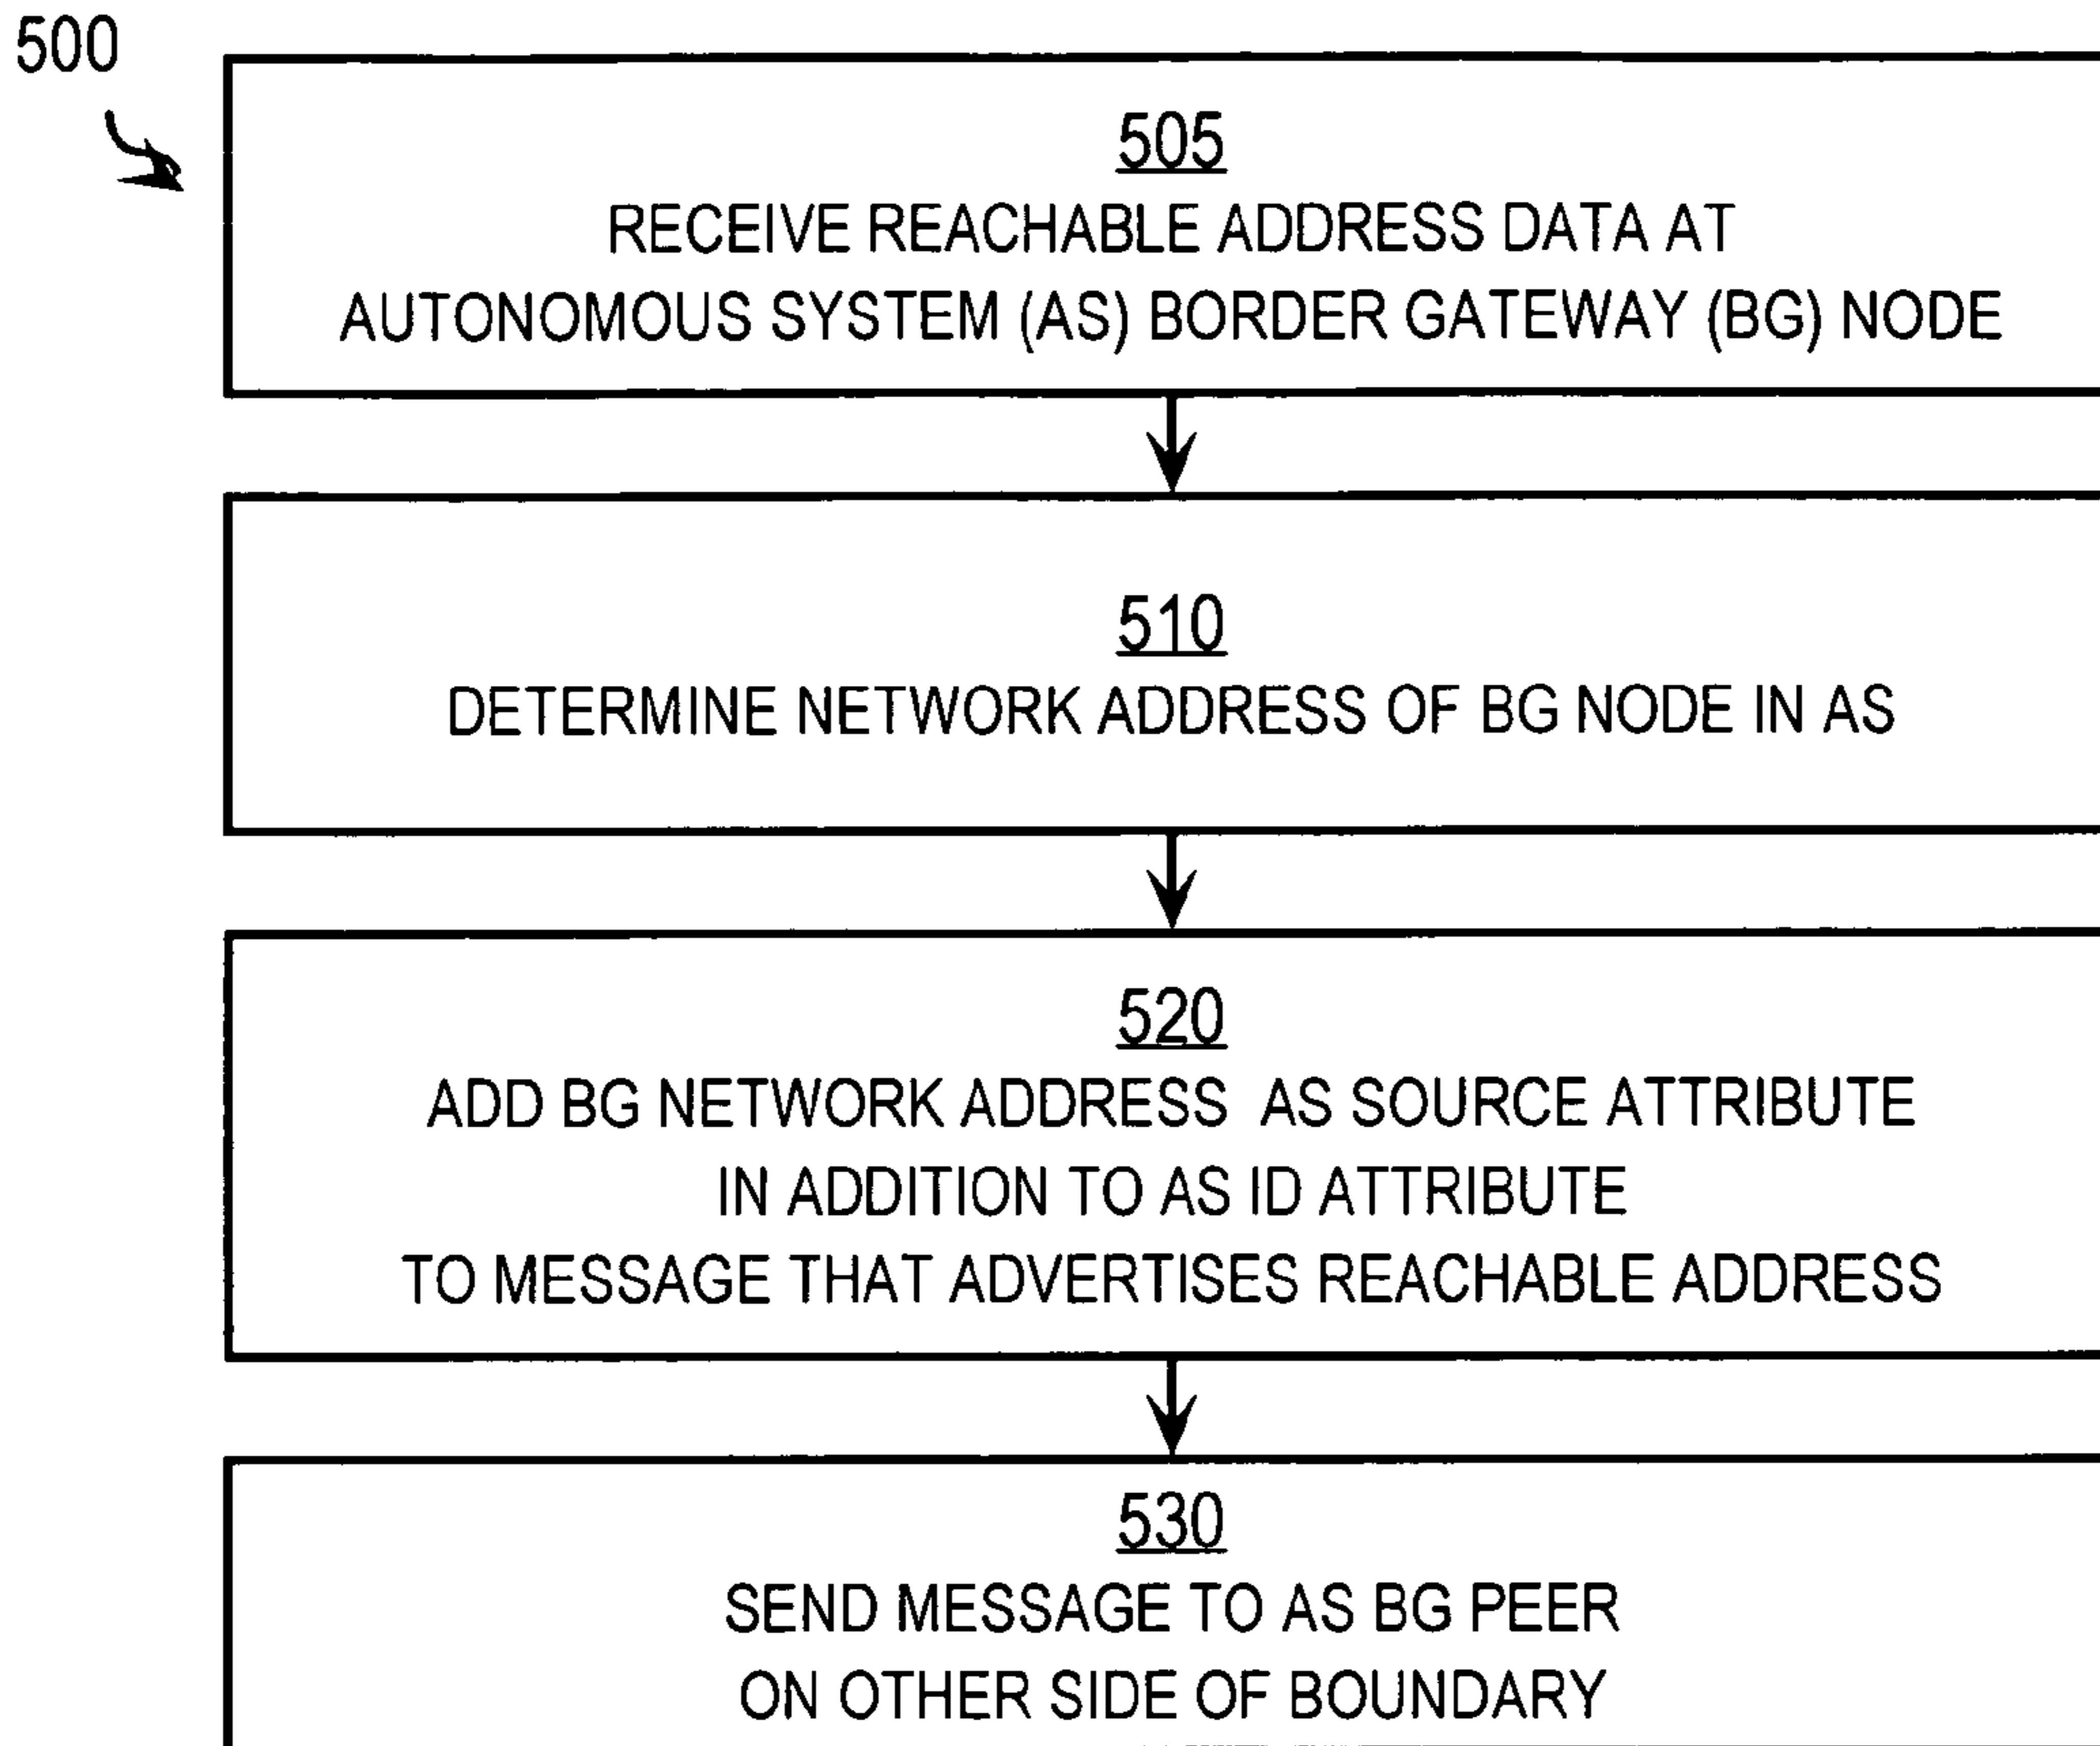 500
505
RECEIVE REACHABLE ADDRESS DATA AT
AUTONOMOUS SYSTEM (AS) BORDER GATEWAY (BG) NODE
510
DETERMINE NETWORK ADDRESS OF BG NODE IN AS
520
ADD BG NETWORK ADDRESS AS SOURCE ATTRIBUTE
IN ADDITION TO AS ID ATTRIBUTE
TO MESSAGE THAT ADVERTISES REACHABLE ADDRESS
530
SEND MESSAGE TO AS BG PEER
ON OTHER SIDE OF BOUNDARY